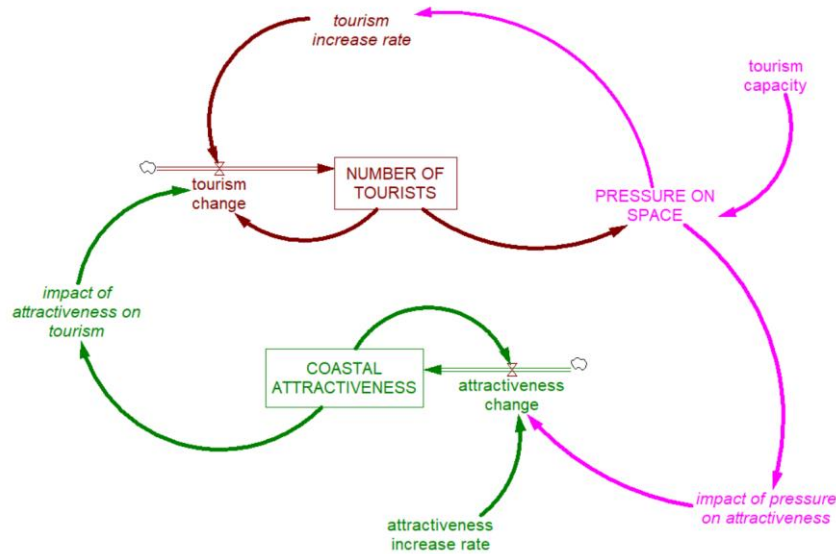 tourism
increase rate
tourism
capacity
NUMBER OF
TOURISTS
tourism
change
PRESSURE ON
SPACE
impact of
attractiveness on
tourism
COASTAL
ATTRACTIVENESS
attractiveness
change
impact of pressure
on attractiveness
attractiveness
increase rate